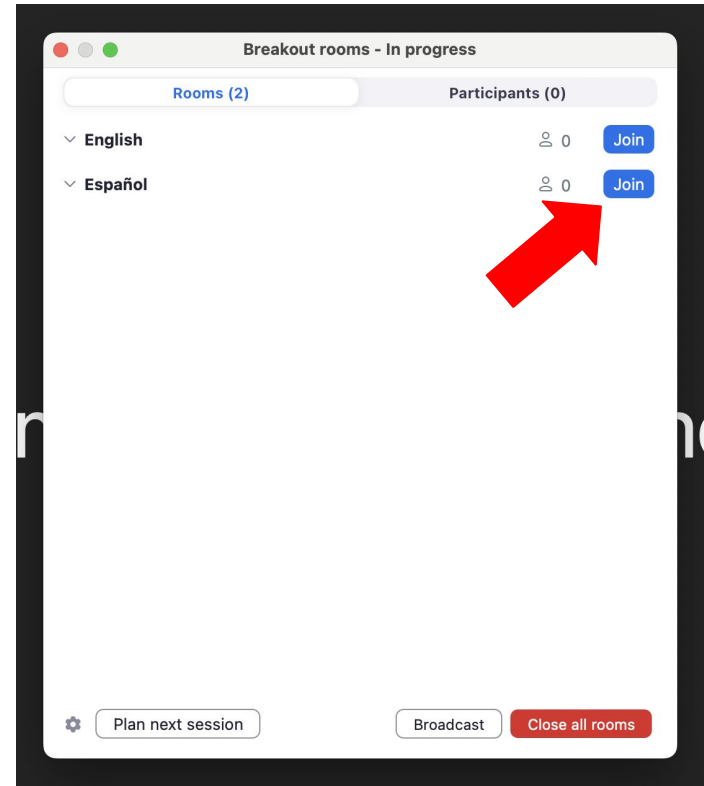 Breakout rooms - In progress
Rooms (2) Participants (0)
English 0 Join
Español 0 Join
Plan next session Broadcast Close all rooms